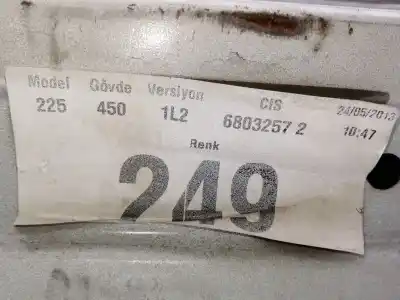 Model Gövde Versiyon CIS 24/05/2013
225 450 1L2 6803257 2 10:47
Renk
249